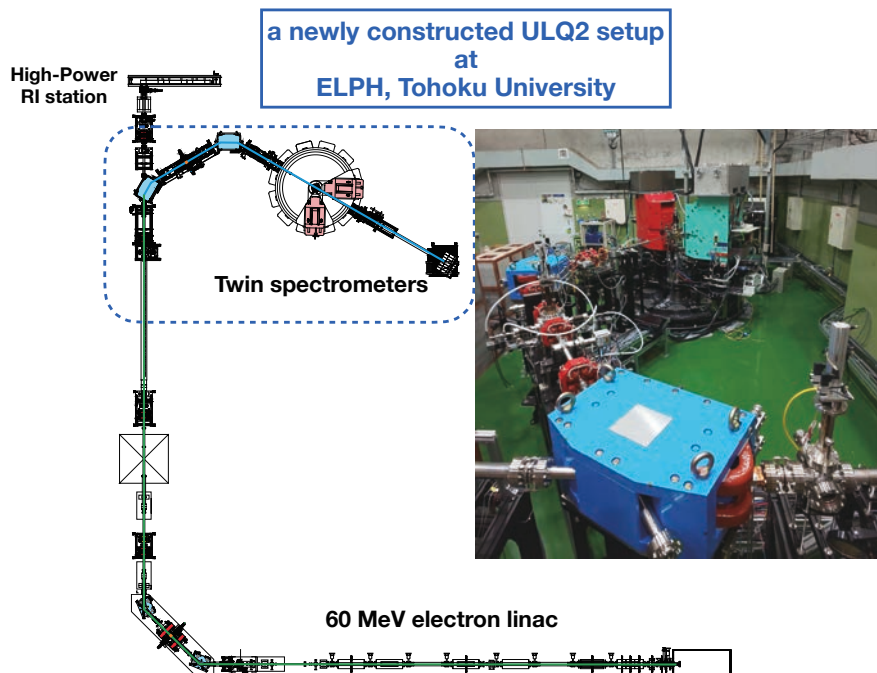 a newly constructed ULQ2 setup
at
ELPH, Tohoku University
High-Power
RI station
Twin spectrometers
60 MeV electron linac